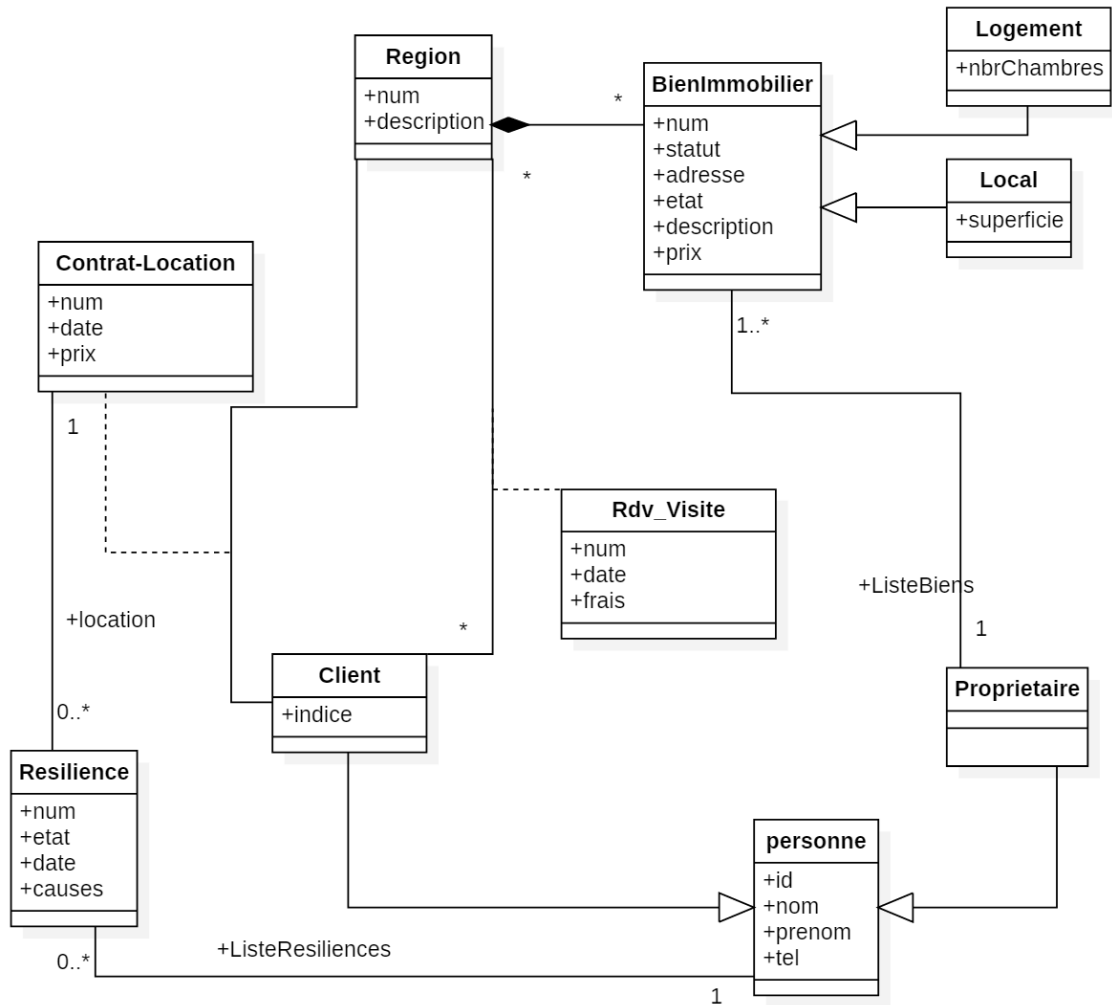 Logement
+nbrChambres
Region
+num
+description
*
BienImmobilier
+num
+statut
+adresse
+etat
+description
+prix
*
Local
+superficie
Contrat-Location
+num
+date
+prix
1..*
1
Rdv_Visite
+num
+date
+frais
+ListeBiens
+location
*
1
Client
+indice
Proprietaire
0..*
Resilience
+num
+etat
+date
+causes
personne
+id
+nom
+prenom
+tel
+ListeResiliences
0..*
1